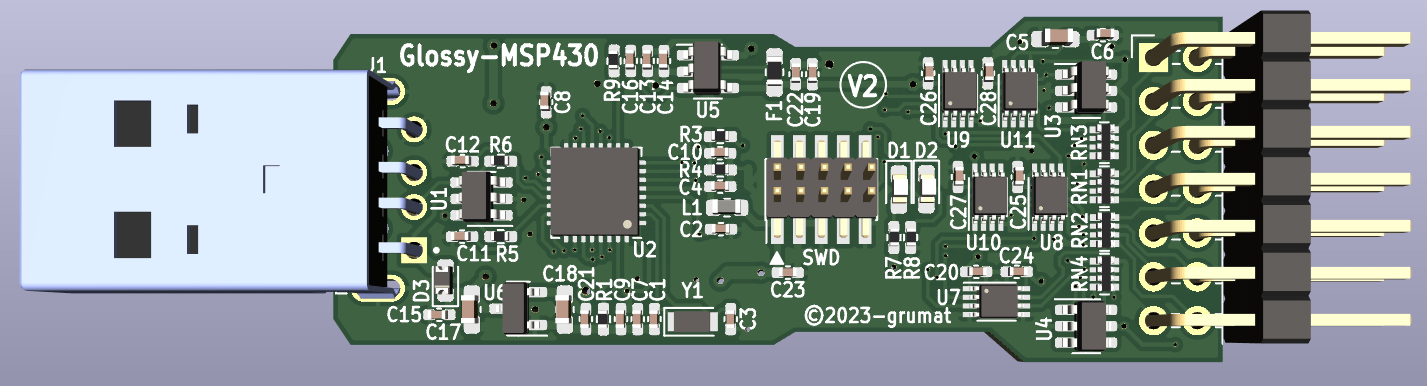 J1
Glossy-MSP430
R9
C16
C13
C14
U5
F1
C22
C19
V2
C26
U9
C28
U11
C5
C6
U3
C8
C12
R6
U1
C11
R5
U2
R3
C10
R4
C4
L1
C2
SWD
C23
D1
D2
R7
R8
C27
U10
C25
U8
RN3
RN1
RN2
RN4
C20
C24
U7
U4
D3
C15
C17
U6
C18
C21
R1
C9
C7
C1
Y1
C3
©2023-grumat